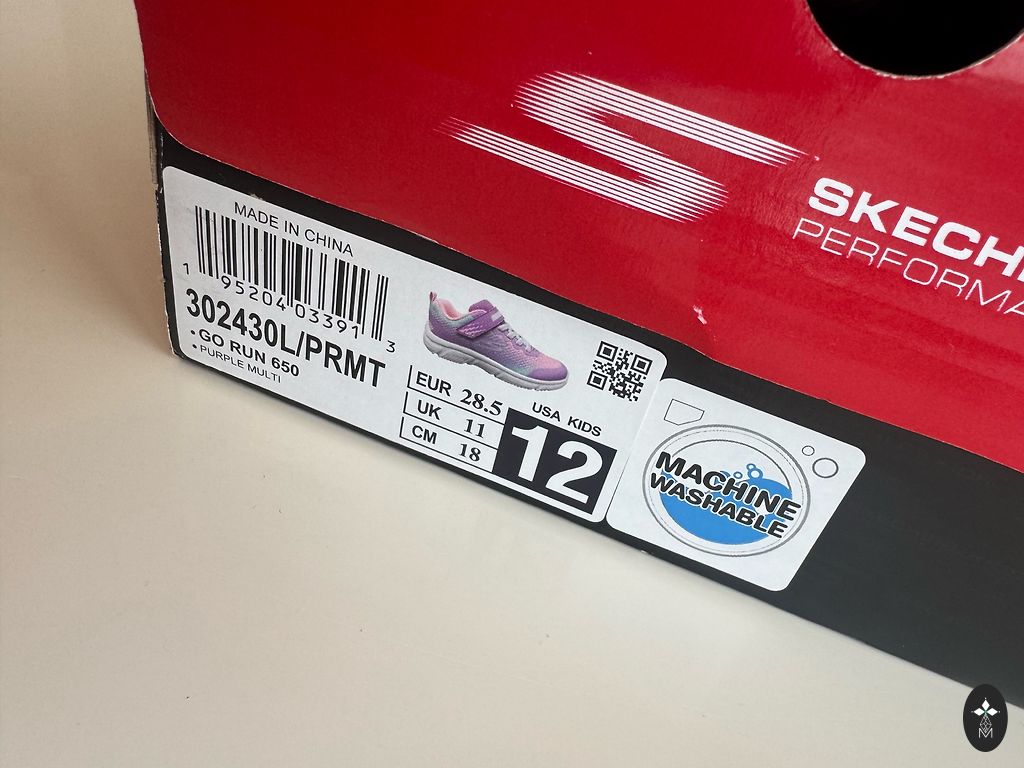 SKECH
PERFORMA
MADE IN CHINA
1 95204 03391 3
302430L/PRMT
• GO RUN 650
• PURPLE MULTI
EUR 28.5
UK 11
CM 18
USA KIDS
12
MACHINE
WASHABLE
M